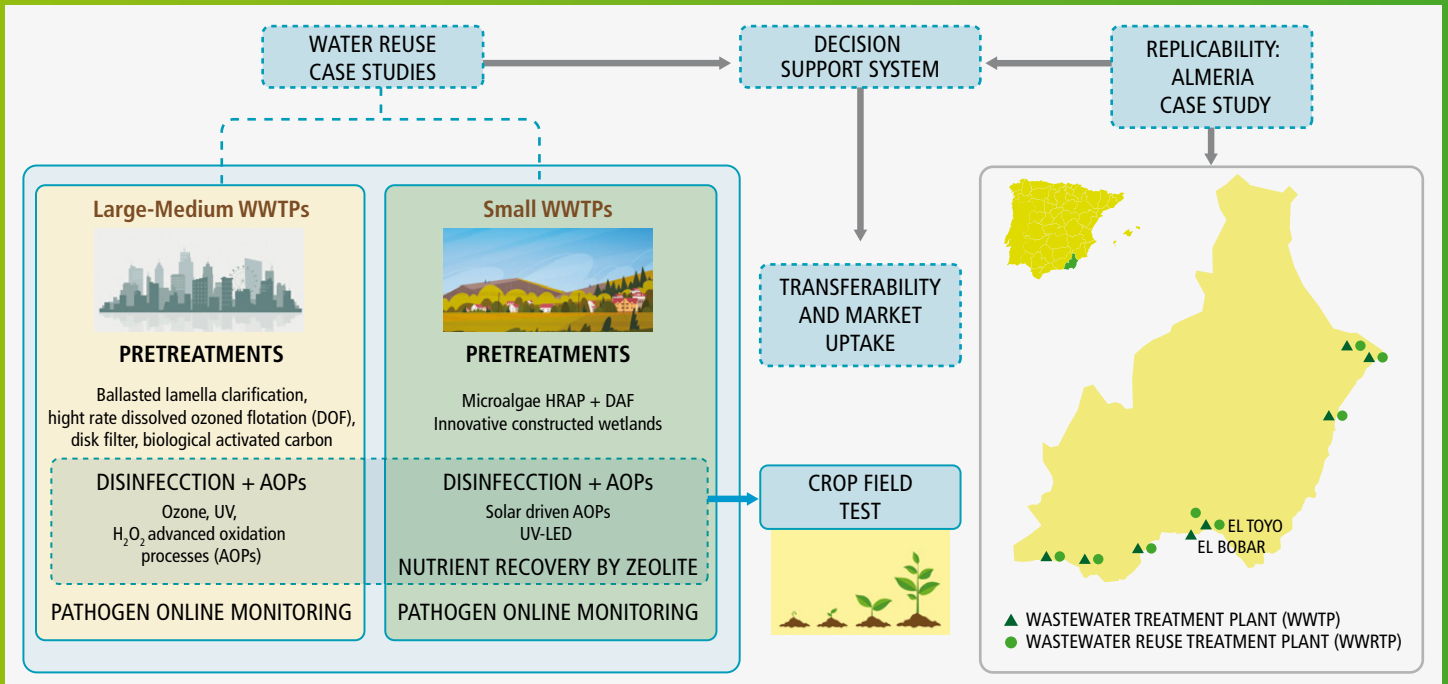 WATER REUSE
CASE STUDIES
DECISION
SUPPORT SYSTEM
REPLICABILITY:
ALMERIA
CASE STUDY
Large-Medium WWTPs
PRETREATMENTS
Ballasted lamella clarification,
hight rate dissolved ozoned flotation (DOF),
disk filter, biological activated carbon
DISINFECCTION + AOPs
Ozone, UV,
H₂O₂ advanced oxidation
processes (AOPs)
PATHOGEN ONLINE MONITORING
Small WWTPs
PRETREATMENTS
Microalgae HRAP + DAF
Innovative constructed wetlands
DISINFECCTION + AOPs
Solar driven AOPs
UV-LED
NUTRIENT RECOVERY BY ZEOLITE
PATHOGEN ONLINE MONITORING
TRANSFERABILITY
AND MARKET
UPTAKE
CROP FIELD
TEST
EL TOYO
EL BOBAR
WASTEWATER TREATMENT PLANT (WWTP)
WASTEWATER REUSE TREATMENT PLANT (WWRTP)